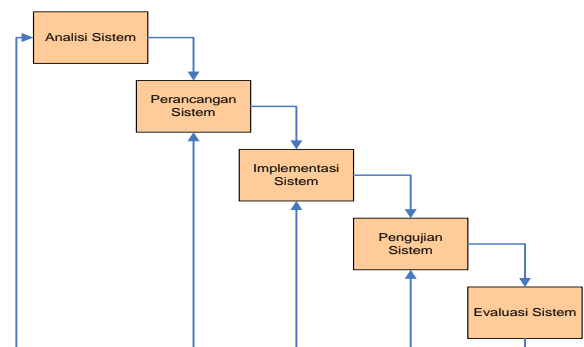 Analisi Sistem
Perancangan
Sistem
Implementasi
Sistem
Pengujian
Sistem
Evaluasi Sistem